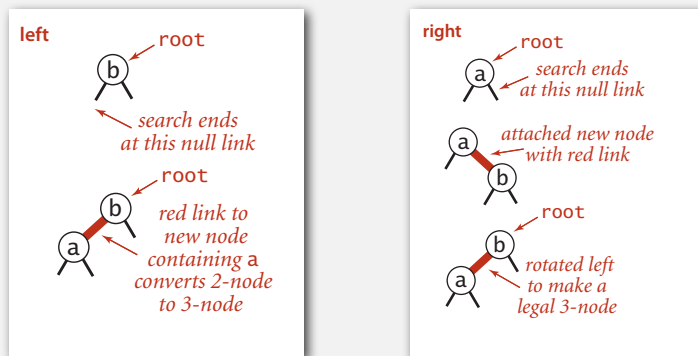 left
root
b
search ends
at this null link
root
b
a
red link to
new node
containing a
converts 2-node
to 3-node
right
root
a
search ends
at this null link
a
attached new node
with red link
b
root
b
a
rotated left
to make a
legal 3-node